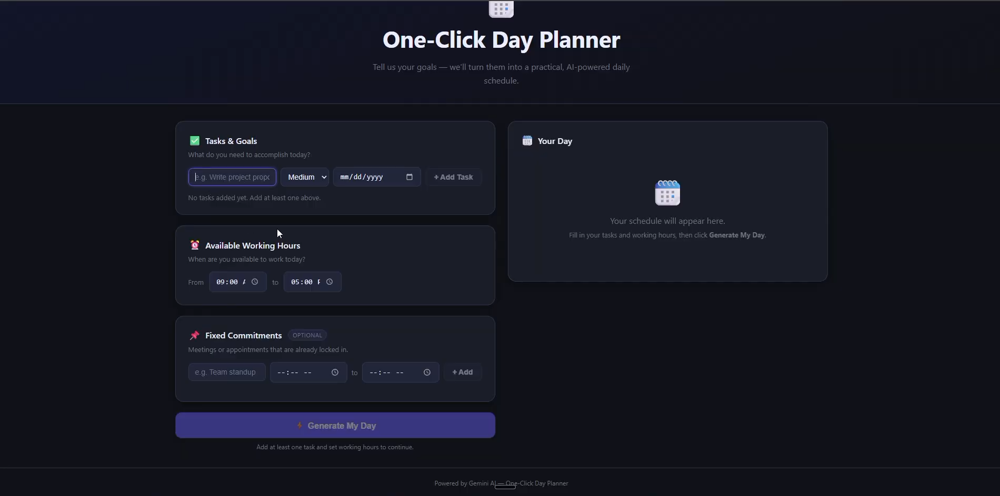 One-Click Day Planner
Tell us your goals — we'll turn them into a practical, AI-powered daily
schedule.
Tasks & Goals
What do you need to accomplish today?
e.g. Write project propo
Medium
mm/dd/yyyy
+ Add Task
No tasks added yet. Add at least one above.
Available Working Hours
When are you available to work today?
From
09:00
to
05:00
Fixed Commitments
OPTIONAL
Meetings or appointments that are already locked in.
e.g. Team standup
--:-- --
to
--:-- --
+ Add
Generate My Day
Add at least one task and set working hours to continue.
Your Day
Your schedule will appear here.
Fill in your tasks and working hours, then click Generate My Day.
Powered by Gemini AI — One-Click Day Planner